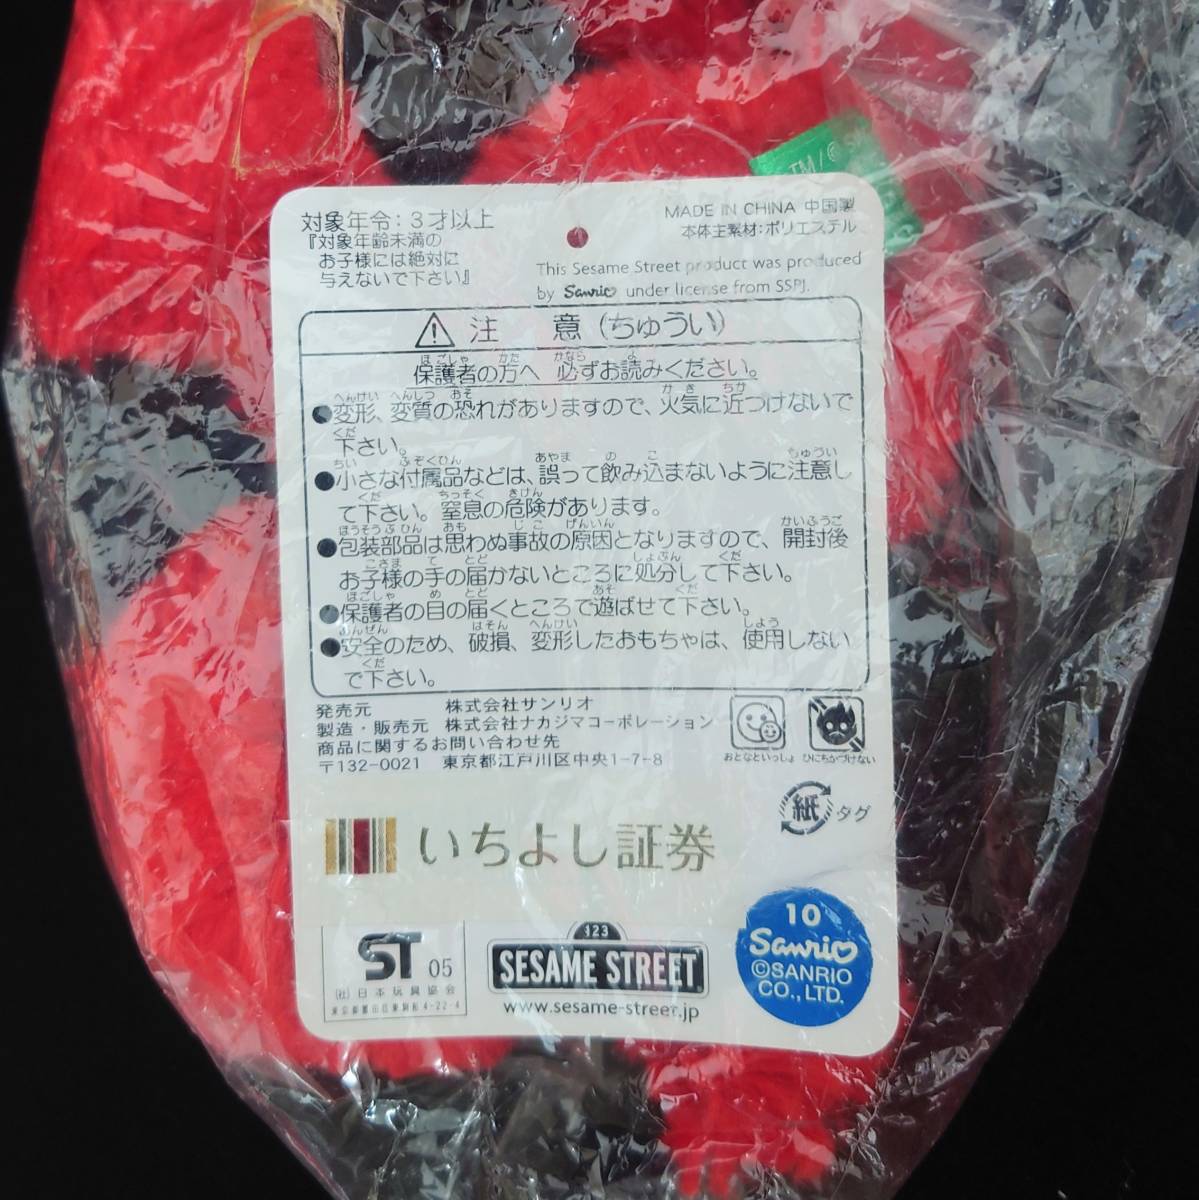 対象年令:3才以上
『対象年齢未満の
お子様には絶対に
与えないで下さい』
MADE IN CHINA 中国製
本体主素材:ポリエステル
This Sesame Street product was produced
by Sanrio under license from SSPJ.
注 意(ちゅうい)
保護者の方へ 必ずお読みください。
●変形、変質の恐れがありますので、火気に近づけないで
下さい。
●小さな付属品などは、誤って飲み込まないように注意し
て下さい。窒息の危険があります。
●包装部品は思わぬ事故の原因となりますので、開封後
お子様の手の届かないところに処分して下さい。
●保護者の目の届くところで遊ばせて下さい。
●安全のため、破損、変形したおもちゃは、使用しない
で下さい。
発売元 株式会社サンリオ
製造・販売元 株式会社ナカジマコーポレーション
商品に関するお問い合わせ先
〒132-0021 東京都江戸川区中央1-7-8
おとなといっしょ ひにちかづけない
紙 タグ
いちよし証券
ST 05
(社)日本玩具協会
123
SESAME STREET
www.sesame-street.jp
10
Sanrio
©SANRIO
CO., LTD.
TM/©